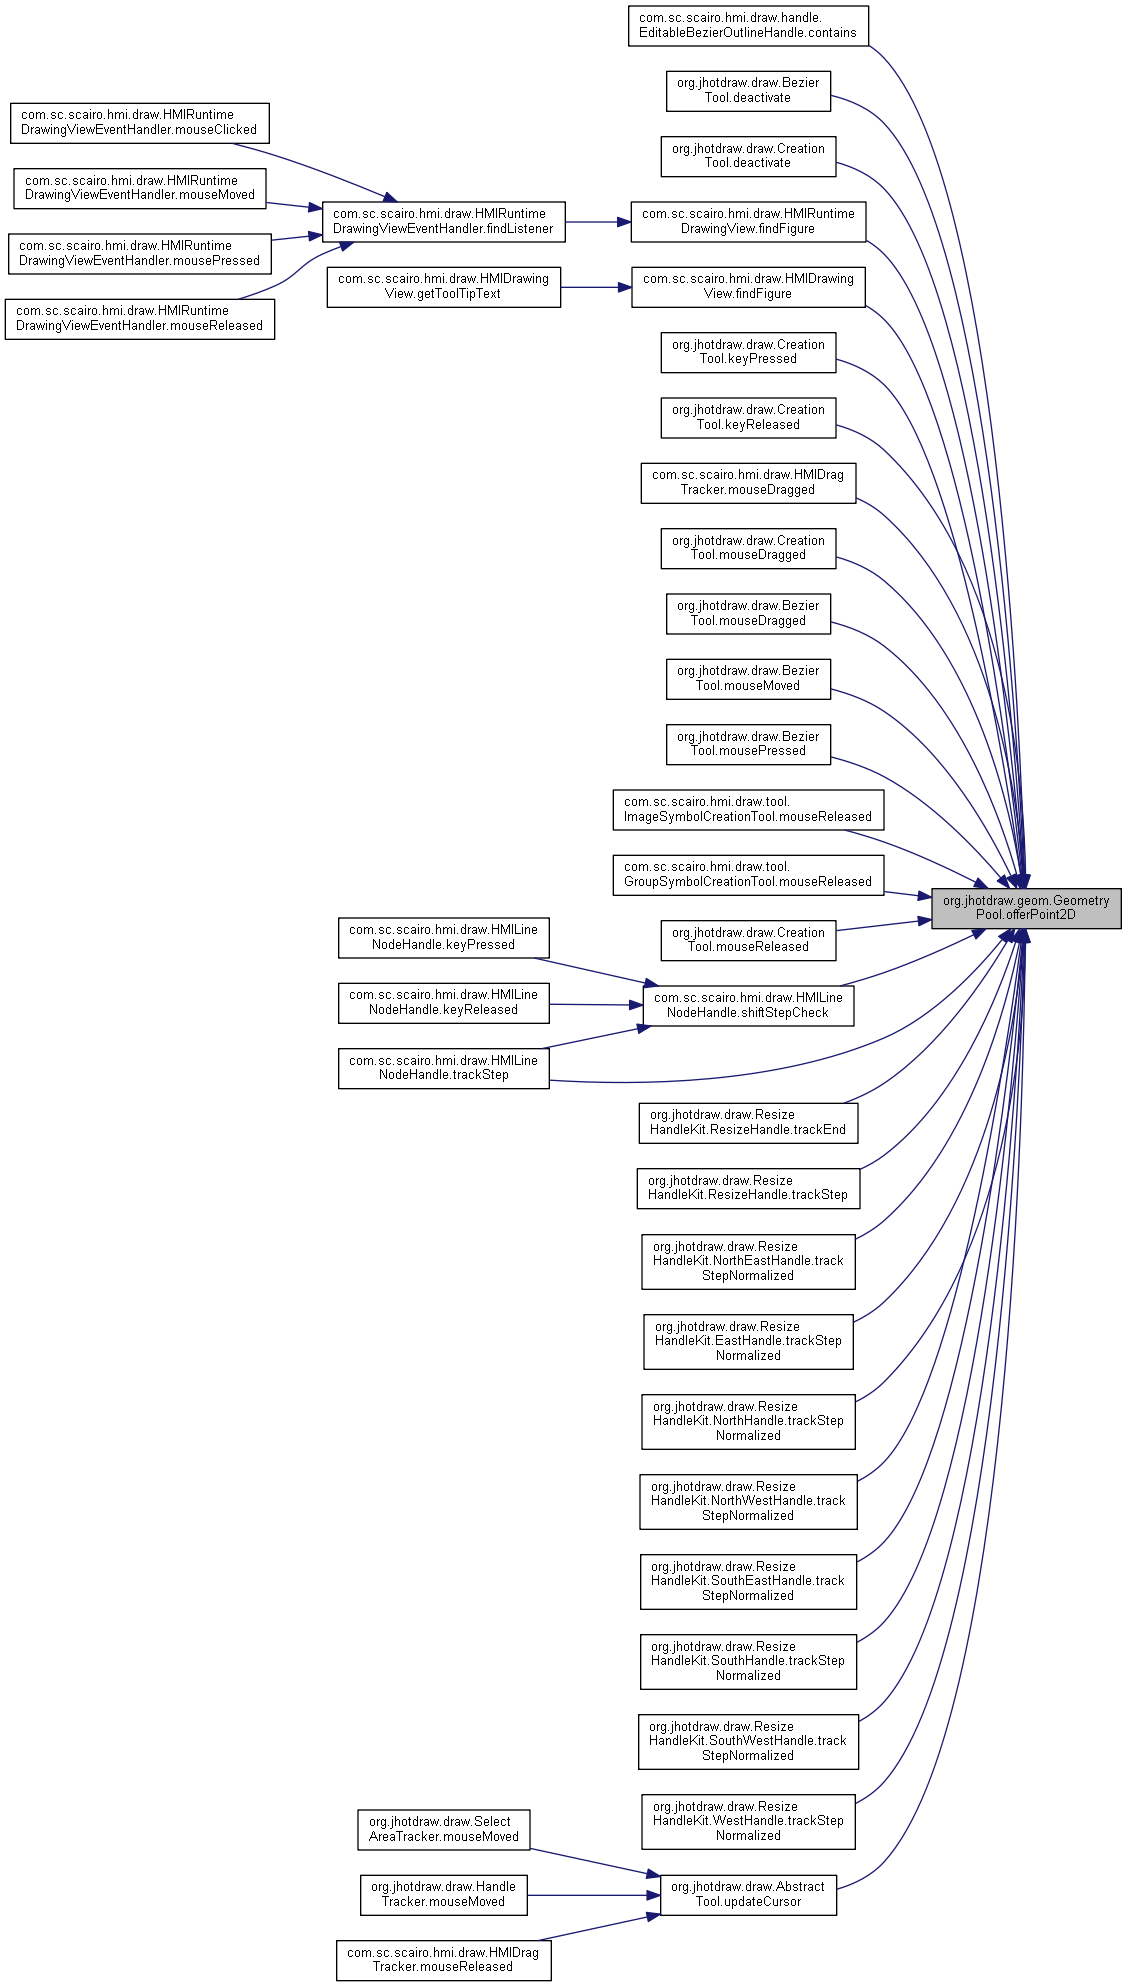 com.sc.scairo.hmi.draw.handle.
EditableBezierOutlineHandle.contains
org.jhotdraw.draw.Bezier
Tool.deactivate
com.sc.scairo.hmi.draw.HMIRuntime
DrawingViewEventHandler.mouseClicked
org.jhotdraw.draw.Creation
Tool.deactivate
com.sc.scairo.hmi.draw.HMIRuntime
DrawingViewEventHandler.mouseMoved
com.sc.scairo.hmi.draw.HMIRuntime
DrawingViewEventHandler.findListener
com.sc.scairo.hmi.draw.HMIRuntime
DrawingView.findFigure
com.sc.scairo.hmi.draw.HMIRuntime
DrawingViewEventHandler.mousePressed
com.sc.scairo.hmi.draw.HMIDrawing
View.getToolTipText
com.sc.scairo.hmi.draw.HMIDrawing
View.findFigure
com.sc.scairo.hmi.draw.HMIRuntime
DrawingViewEventHandler.mouseReleased
org.jhotdraw.draw.Creation
Tool.keyPressed
org.jhotdraw.draw.Creation
Tool.keyReleased
com.sc.scairo.hmi.draw.HMIDrag
Tracker.mouseDragged
org.jhotdraw.draw.Creation
Tool.mouseDragged
org.jhotdraw.draw.Bezier
Tool.mouseDragged
org.jhotdraw.draw.Bezier
Tool.mouseMoved
org.jhotdraw.draw.Bezier
Tool.mousePressed
com.sc.scairo.hmi.draw.tool.
ImageSymbolCreationTool.mouseReleased
com.sc.scairo.hmi.draw.tool.
GroupSymbolCreationTool.mouseReleased
org.jhotdraw.geom.Geometry
Pool.offerPoint2D
org.jhotdraw.draw.Creation
Tool.mouseReleased
com.sc.scairo.hmi.draw.HMILine
NodeHandle.keyPressed
com.sc.scairo.hmi.draw.HMILine
NodeHandle.keyReleased
com.sc.scairo.hmi.draw.HMILine
NodeHandle.shiftStepCheck
com.sc.scairo.hmi.draw.HMILine
NodeHandle.trackStep
org.jhotdraw.draw.Resize
HandleKit.ResizeHandle.trackEnd
org.jhotdraw.draw.Resize
HandleKit.ResizeHandle.trackStep
org.jhotdraw.draw.Resize
HandleKit.NorthEastHandle.track
StepNormalized
org.jhotdraw.draw.Resize
HandleKit.EastHandle.trackStep
Normalized
org.jhotdraw.draw.Resize
HandleKit.NorthHandle.trackStep
Normalized
org.jhotdraw.draw.Resize
HandleKit.NorthWestHandle.track
StepNormalized
org.jhotdraw.draw.Resize
HandleKit.SouthEastHandle.track
StepNormalized
org.jhotdraw.draw.Resize
HandleKit.SouthHandle.trackStep
Normalized
org.jhotdraw.draw.Resize
HandleKit.SouthWestHandle.track
StepNormalized
org.jhotdraw.draw.Resize
HandleKit.WestHandle.trackStep
Normalized
org.jhotdraw.draw.Select
AreaTracker.mouseMoved
org.jhotdraw.draw.Handle
Tracker.mouseMoved
org.jhotdraw.draw.Abstract
Tool.updateCursor
com.sc.scairo.hmi.draw.HMIDrag
Tracker.mouseReleased